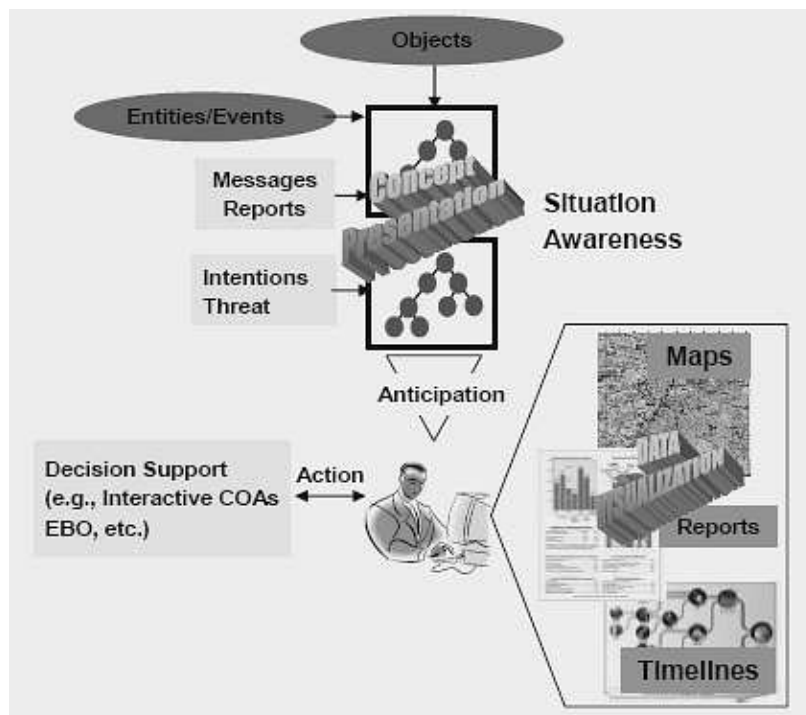 Objects
Entities/Events
Messages
Reports
Concept
Presentation
Situation
Awareness
Intentions
Threat
Anticipation
Maps
DATA
VISUALIZATION
Reports
Decision Support
(e.g., Interactive COAs
EBO, etc.)
Action
Timelines